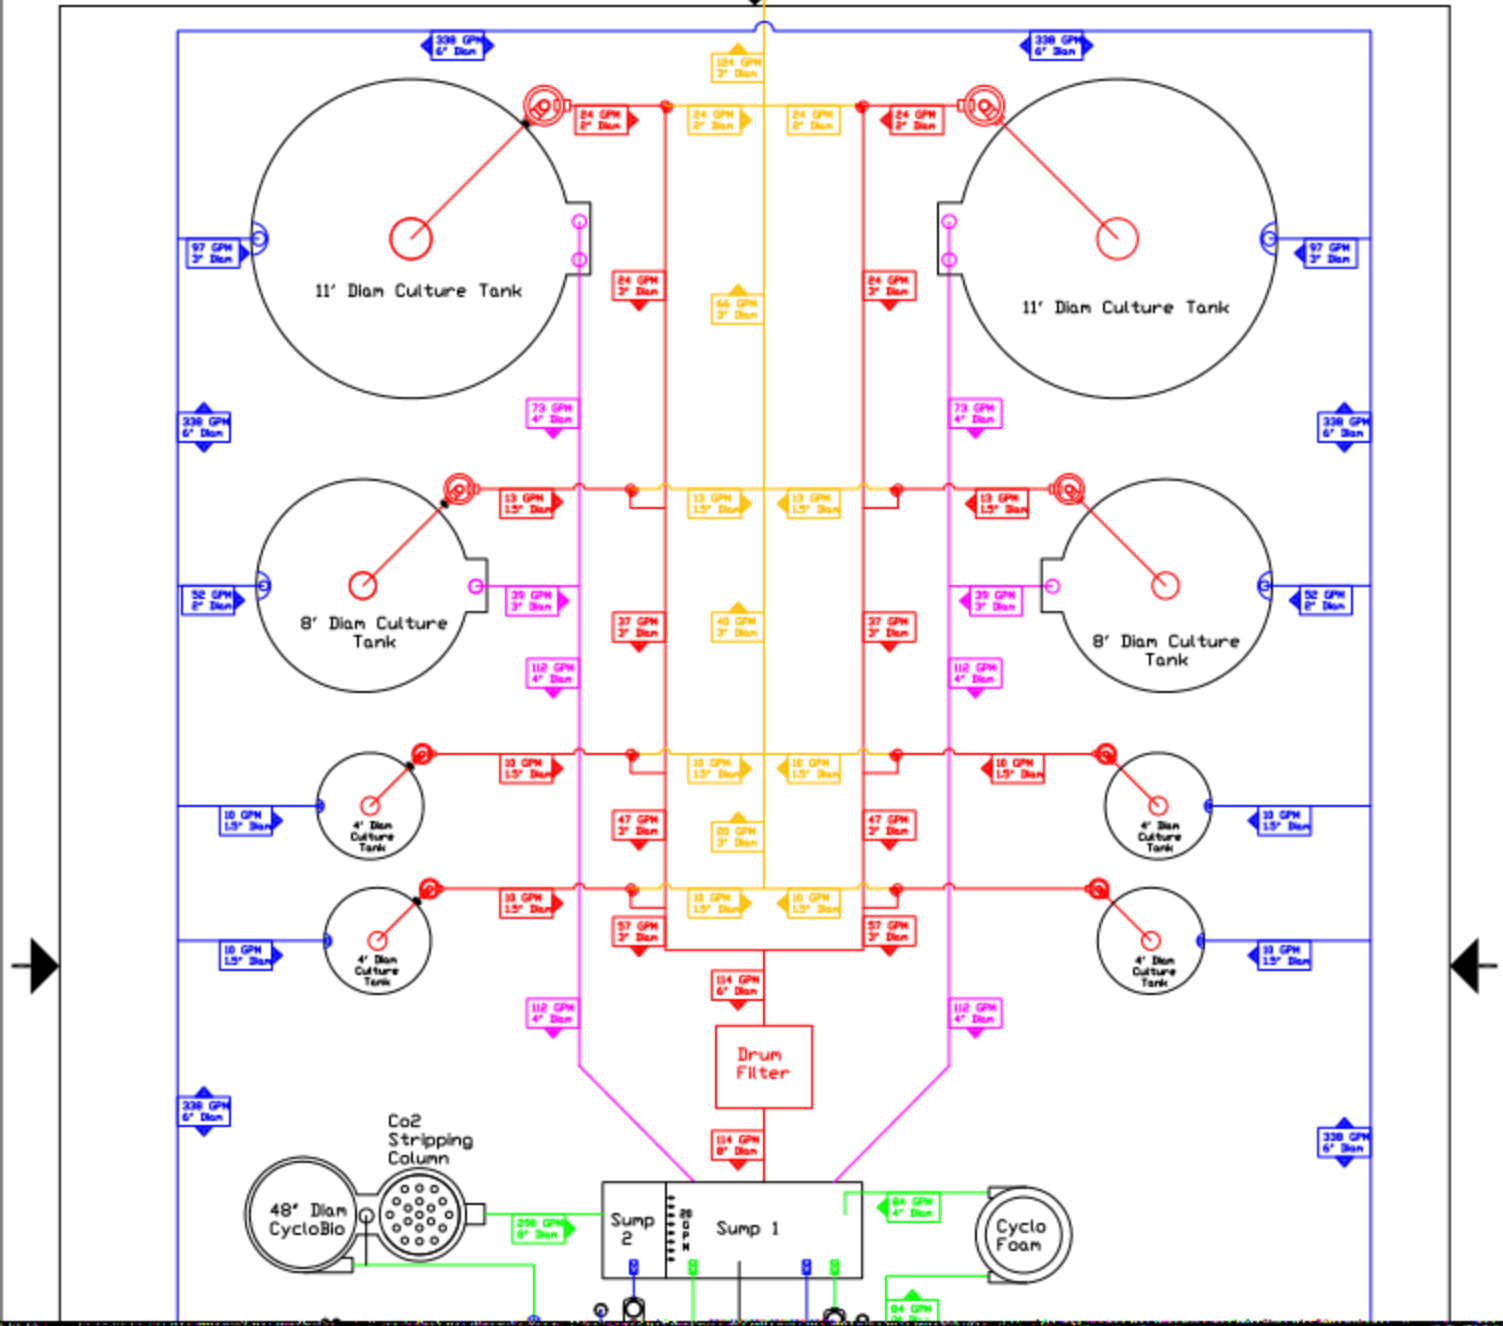 338 GPM
6" Diam
338 GPM
6" Diam
124 GPM
3" Diam
24 GPM
2" Diam
24 GPM
2" Diam
24 GPM
2" Diam
24 GPM
2" Diam
97 GPM
3" Diam
97 GPM
3" Diam
11' Diam Culture Tank
11' Diam Culture Tank
24 GPM
3" Diam
66 GPM
3" Diam
24 GPM
3" Diam
338 GPM
6" Diam
73 GPM
4" Diam
73 GPM
4" Diam
338 GPM
6" Diam
13 GPM
1.5" Diam
13 GPM
1.5" Diam
13 GPM
1.5" Diam
13 GPM
1.5" Diam
52 GPM
2" Diam
39 GPM
3" Diam
39 GPM
3" Diam
52 GPM
2" Diam
8' Diam Culture
Tank
37 GPM
3" Diam
40 GPM
3" Diam
37 GPM
3" Diam
8' Diam Culture
Tank
112 GPM
4" Diam
112 GPM
4" Diam
10 GPM
1.5" Diam
10 GPM
1.5" Diam
10 GPM
1.5" Diam
10 GPM
1.5" Diam
10 GPM
1.5" Diam
4' Diam
Culture
Tank
47 GPM
3" Diam
20 GPM
3" Diam
47 GPM
3" Diam
4' Diam
Culture
Tank
10 GPM
1.5" Diam
10 GPM
1.5" Diam
10 GPM
1.5" Diam
10 GPM
1.5" Diam
10 GPM
1.5" Diam
57 GPM
3" Diam
57 GPM
3" Diam
10 GPM
1.5" Diam
4' Diam
Culture
Tank
4' Diam
Culture
Tank
10 GPM
1.5" Diam
114 GPM
6" Diam
112 GPM
4" Diam
112 GPM
4" Diam
Drum
Filter
338 GPM
6" Diam
338 GPM
6" Diam
Co2
Stripping
Column
114 GPM
8" Diam
48" Diam
CycloBio
290 GPM
8" Diam
Sump
2
20
GPM
Sump 1
84 GPM
4" Diam
Cyclo
Foam
84 GPM